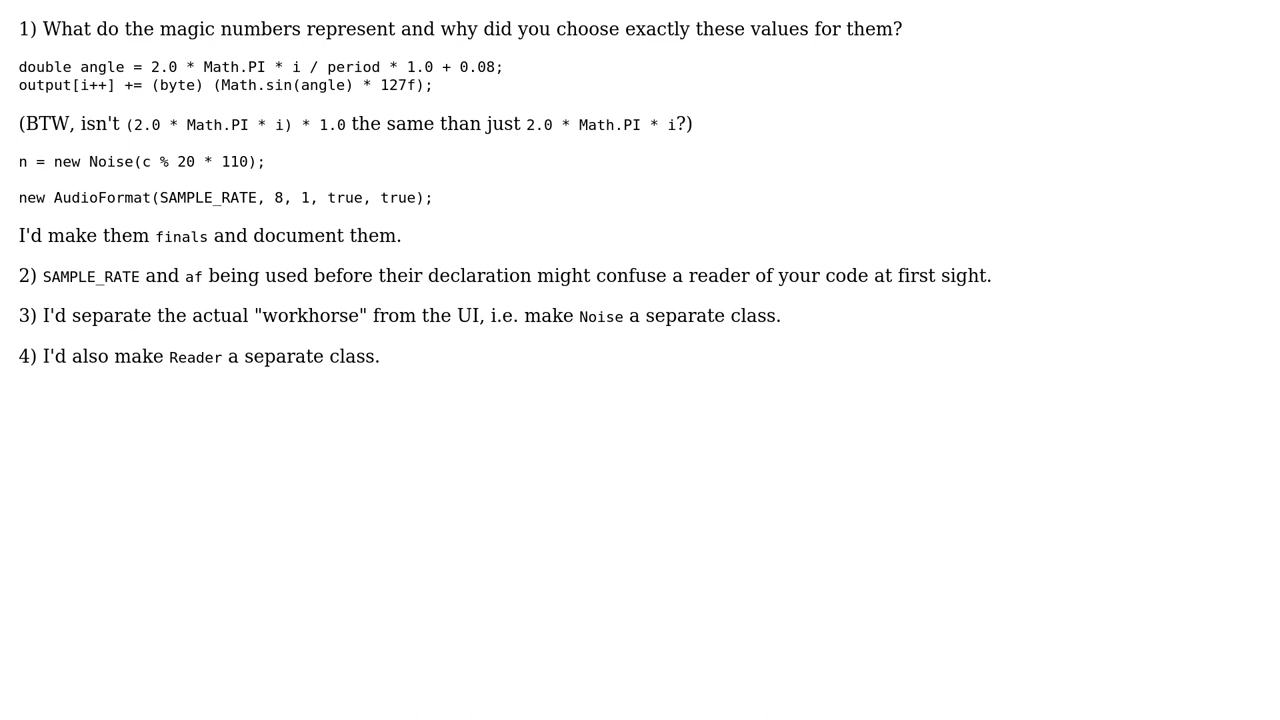 1) What do the magic numbers represent and why did you choose exactly these values for them?
double angle = 2.0 * Math.PI * i / period * 1.0 + 0.08;
output[i++] += (byte) (Math.sin(angle) * 127f);
(BTW, isn't (2.0 * Math.PI * i) * 1.0 the same than just 2.0 * Math.PI * i?)
n = new Noise(c % 20 * 110);
new AudioFormat(SAMPLE_RATE, 8, 1, true, true);
I'd make them finals and document them.
2) SAMPLE_RATE and af being used before their declaration might confuse a reader of your code at first sight.
3) I'd separate the actual "workhorse" from the UI, i.e. make Noise a separate class.
4) I'd also make Reader a separate class.